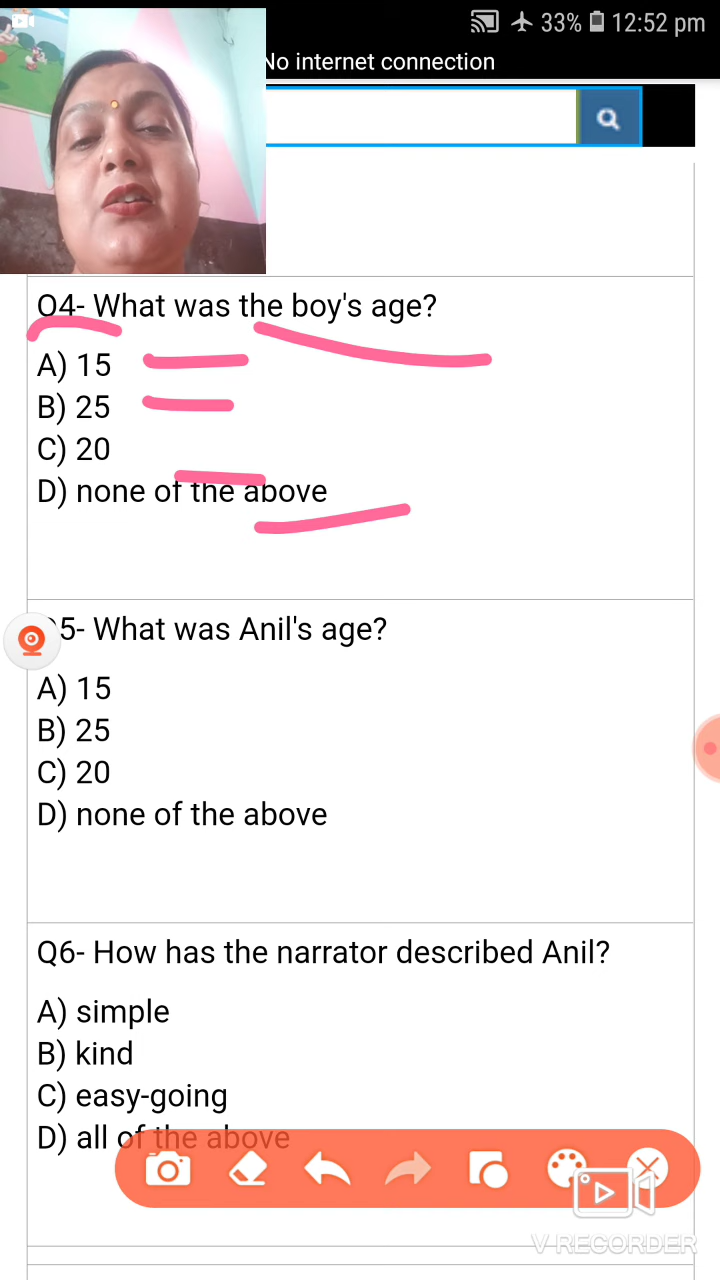 33% 12:52 pm
No internet connection
Q4- What was the boy's age?
A) 15
B) 25
C) 20
D) none of the above
5- What was Anil's age?
A) 15
B) 25
C) 20
D) none of the above
Q6- How has the narrator described Anil?
A) simple
B) kind
C) easy-going
D) all of the above
V RECORDER